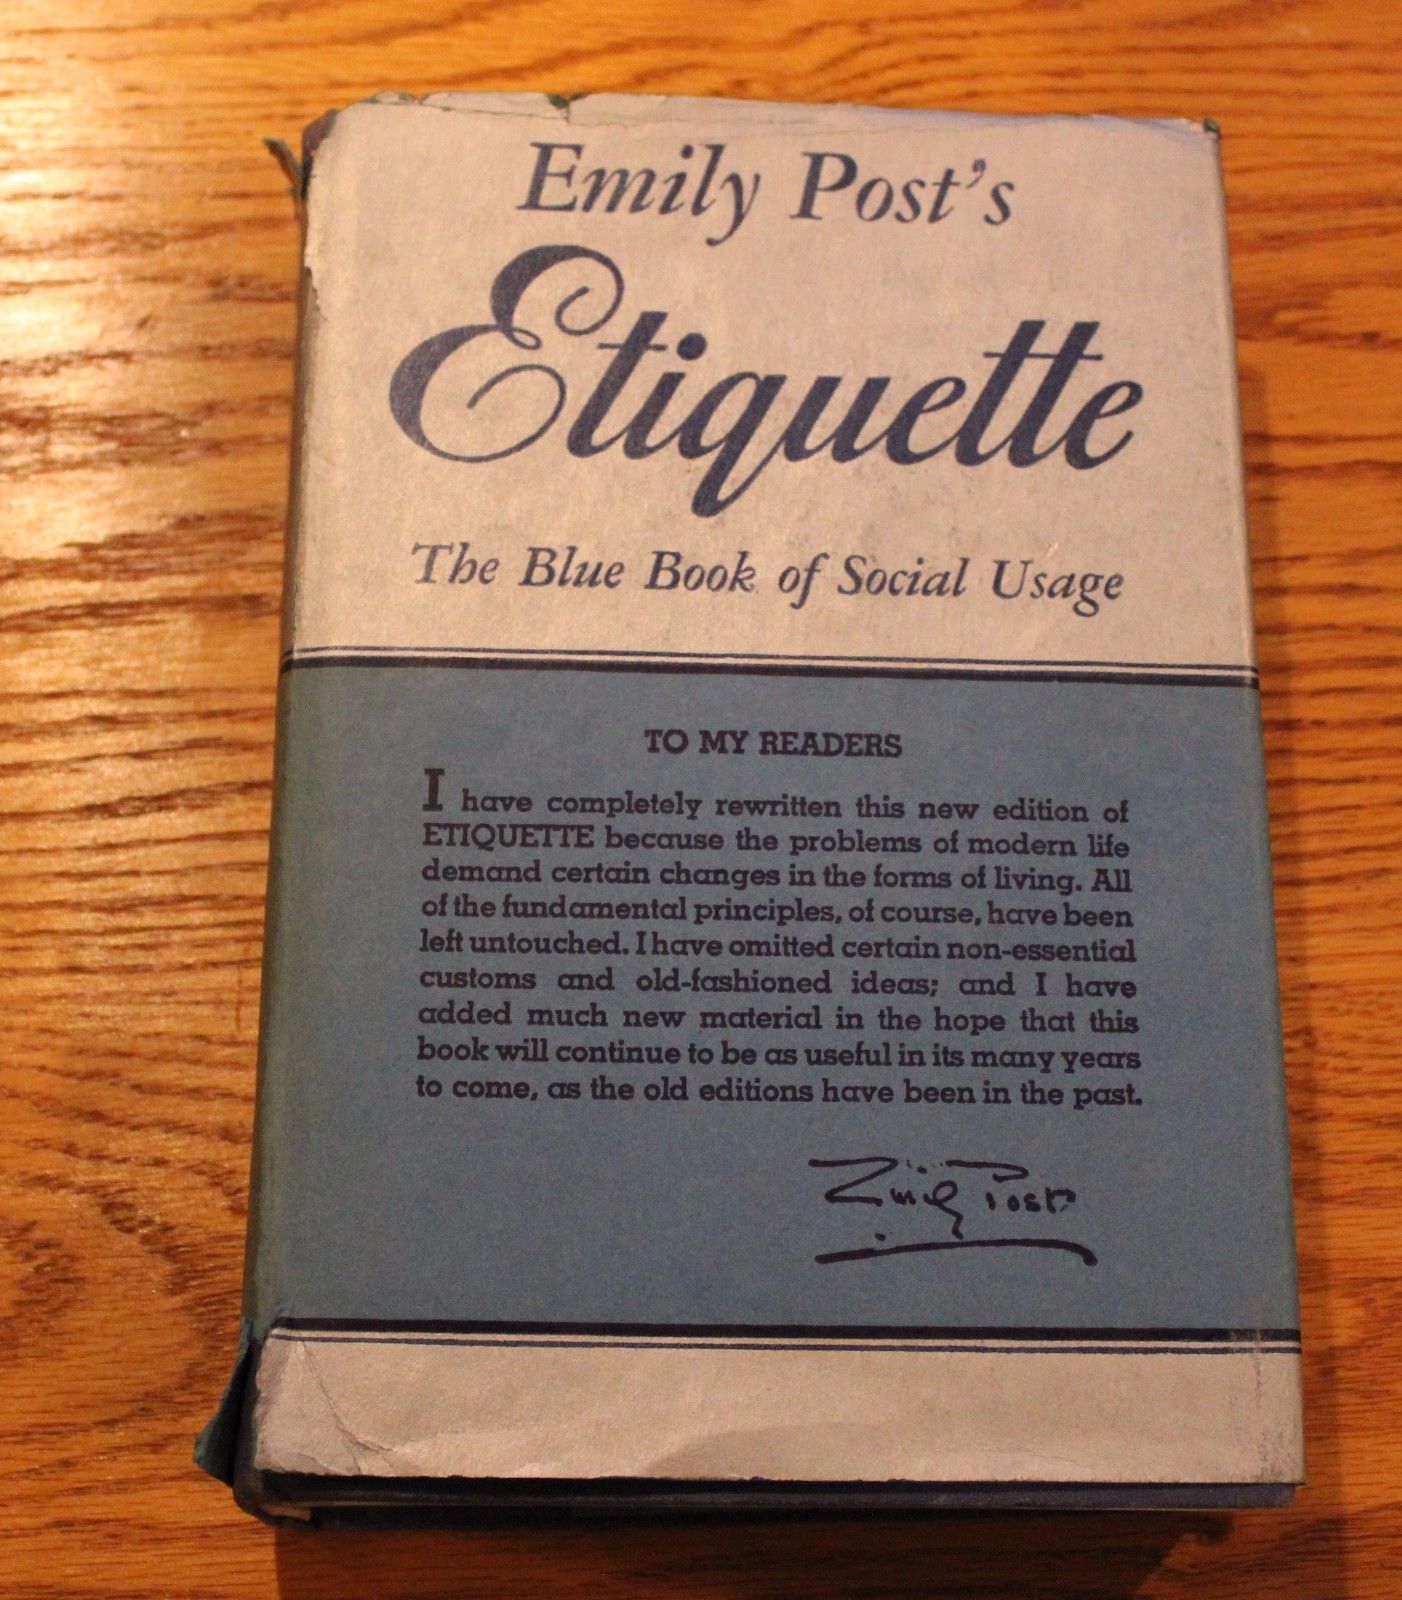 Emily Post's
Etiquette
The Blue Book of Social Usage
TO MY READERS
I have completely rewritten this new edition of
ETIQUETTE because the problems of modern life
demand certain changes in the forms of living. All
of the fundamental principles, of course, have been
left untouched. I have omitted certain non-essential
customs and old-fashioned ideas; and I have
added much new material in the hope that this
book will continue to be as useful in its many years
to come, as the old editions have been in the past.
Emily Post